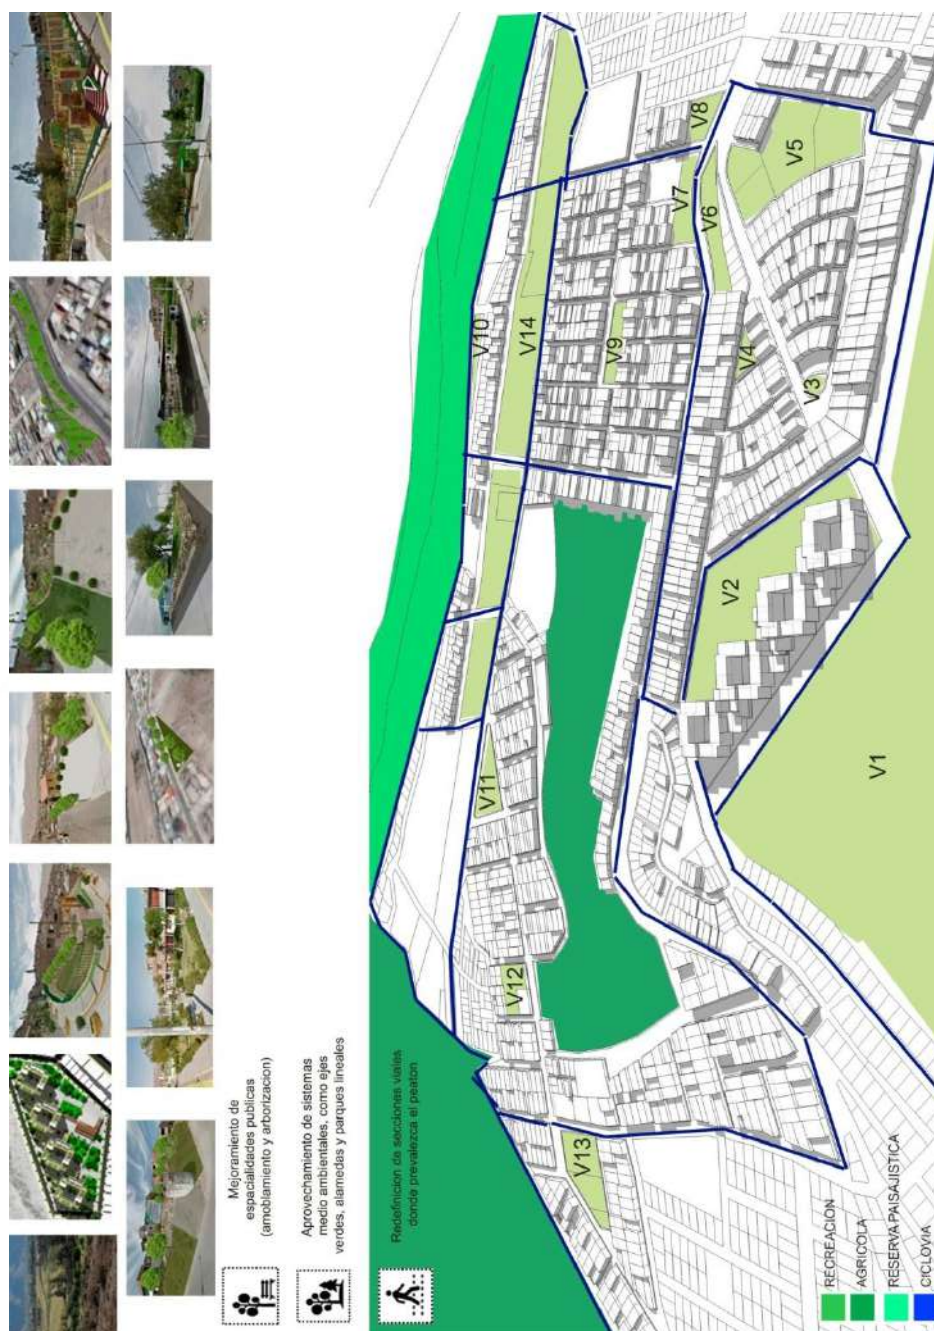 Mejoramiento de
espacialidades publicas
(amoblamiento y arborizacion)
Aprovechamiento de sistemas
medio ambientales, como ejes
verdes, alamedas y parques lineales
Redefinicion de secciones viales
donde prevalezca el peaton
V13
V12
V11
V10
V14
V9
V7
V8
V6
V4
V5
V3
V2
V1
RECREACION
AGRICOLA
RESERVA PAISAJISTICA
CICLOVIA